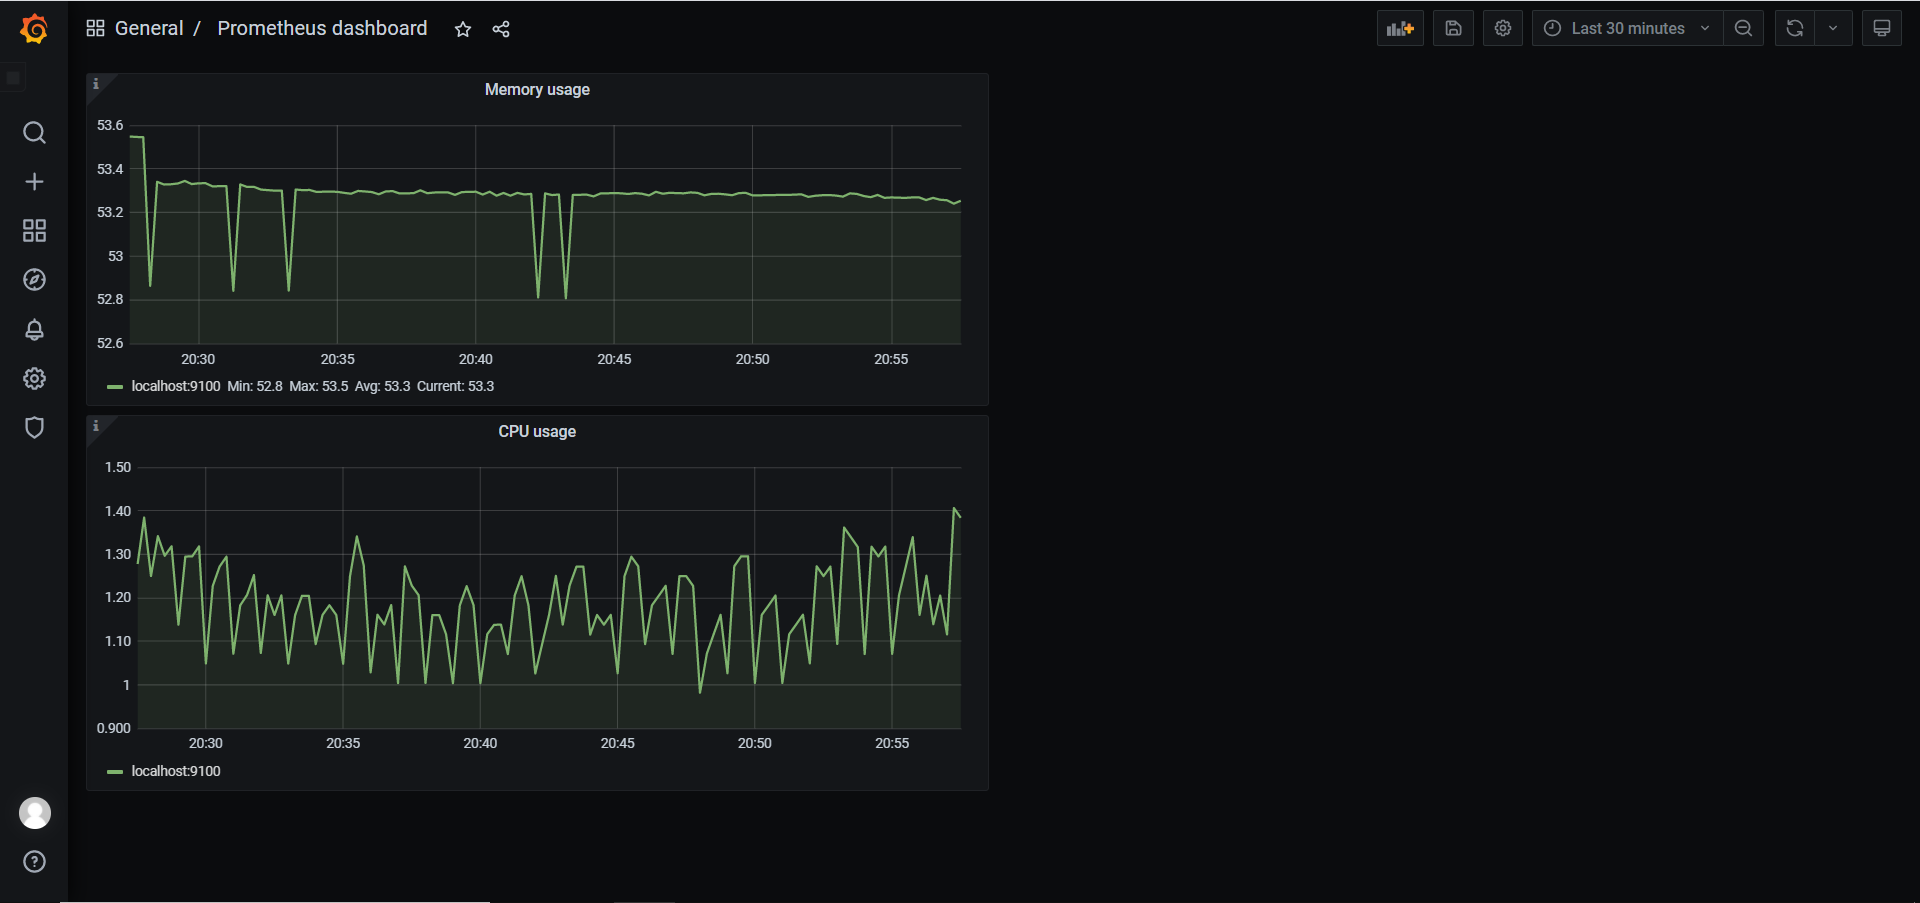 General / Prometheus dashboard
Last 30 minutes
i
Memory usage
53.6
53.4
53.2
53
52.8
52.6
20:30 20:35 20:40 20:45 20:50 20:55
localhost:9100 Min: 52.8 Max: 53.5 Avg: 53.3 Current: 53.3
i
CPU usage
1.50
1.40
1.30
1.20
1.10
1
0.900
20:30 20:35 20:40 20:45 20:50 20:55
localhost:9100